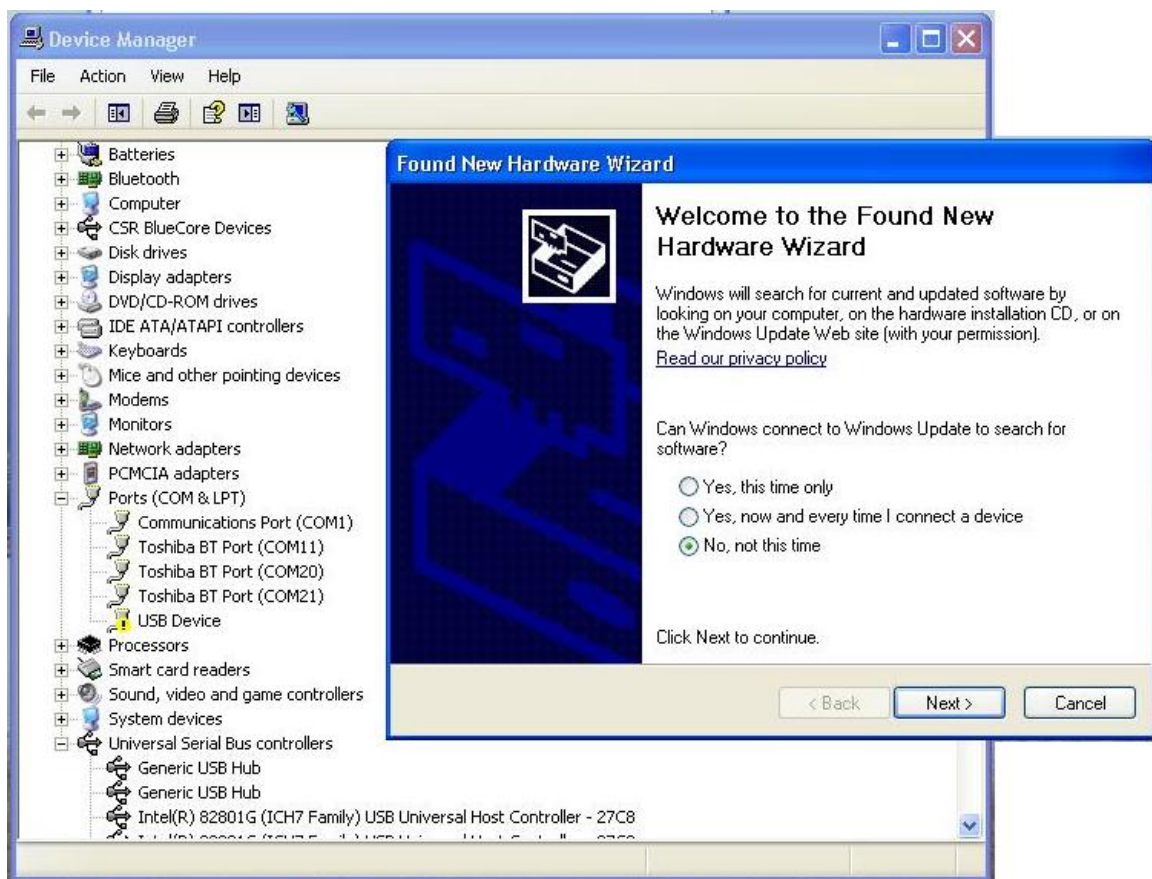 Device Manager
File Action View Help
Batteries
Bluetooth
Computer
CSR BlueCore Devices
Disk drives
Display adapters
DVD/CD-ROM drives
IDE ATA/ATAPI controllers
Keyboards
Mice and other pointing devices
Modems
Monitors
Network adapters
PCMCIA adapters
Ports (COM & LPT)
Communications Port (COM1)
Toshiba BT Port (COM11)
Toshiba BT Port (COM20)
Toshiba BT Port (COM21)
USB Device
Processors
Smart card readers
Sound, video and game controllers
System devices
Universal Serial Bus controllers
Generic USB Hub
Generic USB Hub
Intel(R) 82801G (ICH7 Family) USB Universal Host Controller - 27C8
Found New Hardware Wizard
Welcome to the Found New
Hardware Wizard
Windows will search for current and updated software by
looking on your computer, on the hardware installation CD, or on
the Windows Update Web site (with your permission).
Read our privacy policy
Can Windows connect to Windows Update to search for
software?
Yes, this time only
Yes, now and every time I connect a device
No, not this time
Click Next to continue.
< Back
Next >
Cancel